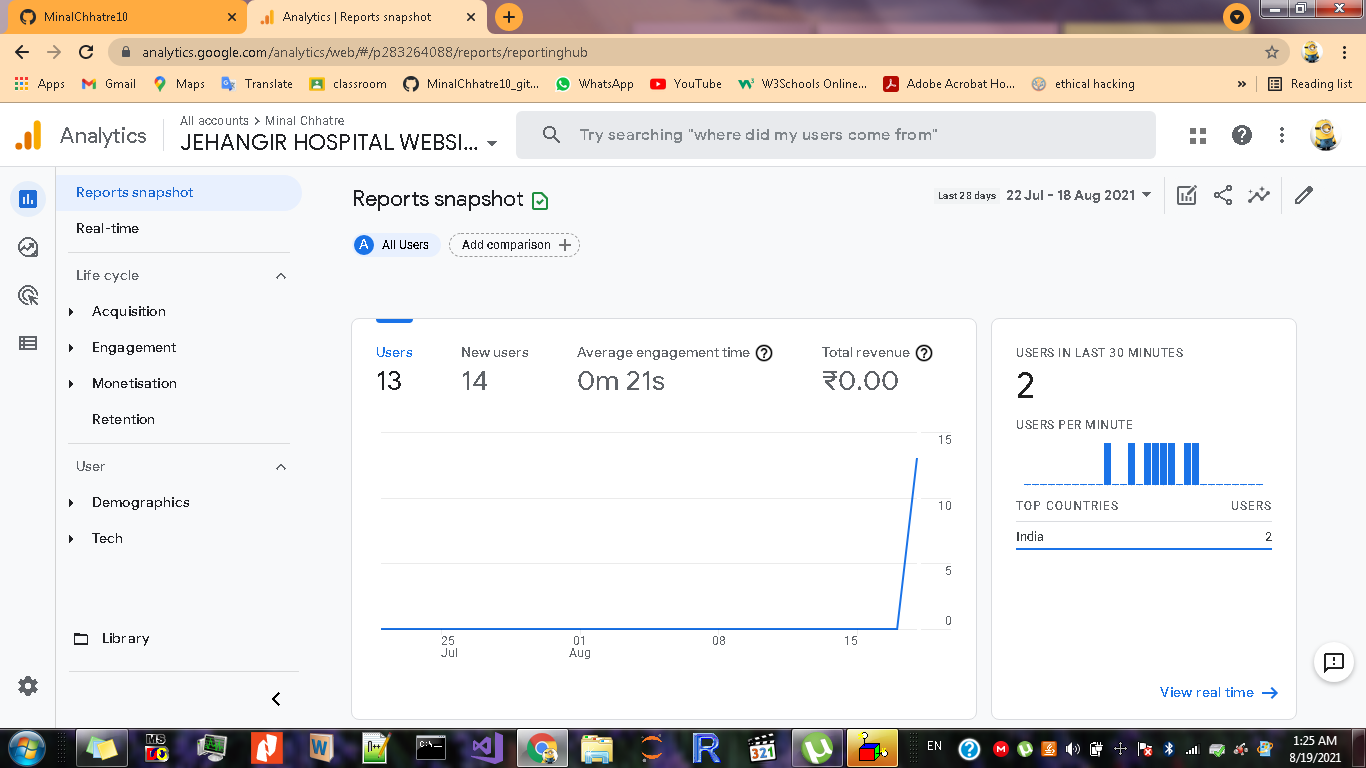 MinalChhatre10
Analytics | Reports snapshot
analytics.google.com/analytics/web/#/p283264088/reports/reportinghub
Apps Gmail Maps Translate classroom MinalChhatre10_git... WhatsApp YouTube W3Schools Online... Adobe Acrobat Ho... ethical hacking » Reading list
Analytics
All accounts > Minal Chhatre
JEHANGIR HOSPITAL WEBSI...
Try searching "where did my users come from"
Reports snapshot
Real-time
Life cycle
Acquisition
Engagement
Monetisation
Retention
User
Demographics
Tech
Library
Reports snapshot
Last 28 days 22 Jul - 18 Aug 2021
A All Users Add comparison +
Users New users Average engagement time ? Total revenue ?
13 14 0m 21s ₹0.00
15
10
5
0
25 01 08 15
Jul Aug
USERS IN LAST 30 MINUTES
2
USERS PER MINUTE
TOP COUNTRIES USERS
India 2
View real time →
MS
EN
1:25 AM
8/19/2021